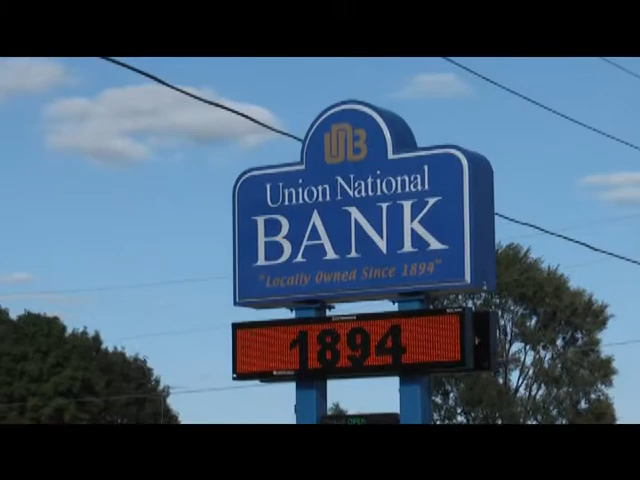 UNB
Union National
BANK
"Locally Owned Since 1894"
1894
OPEN